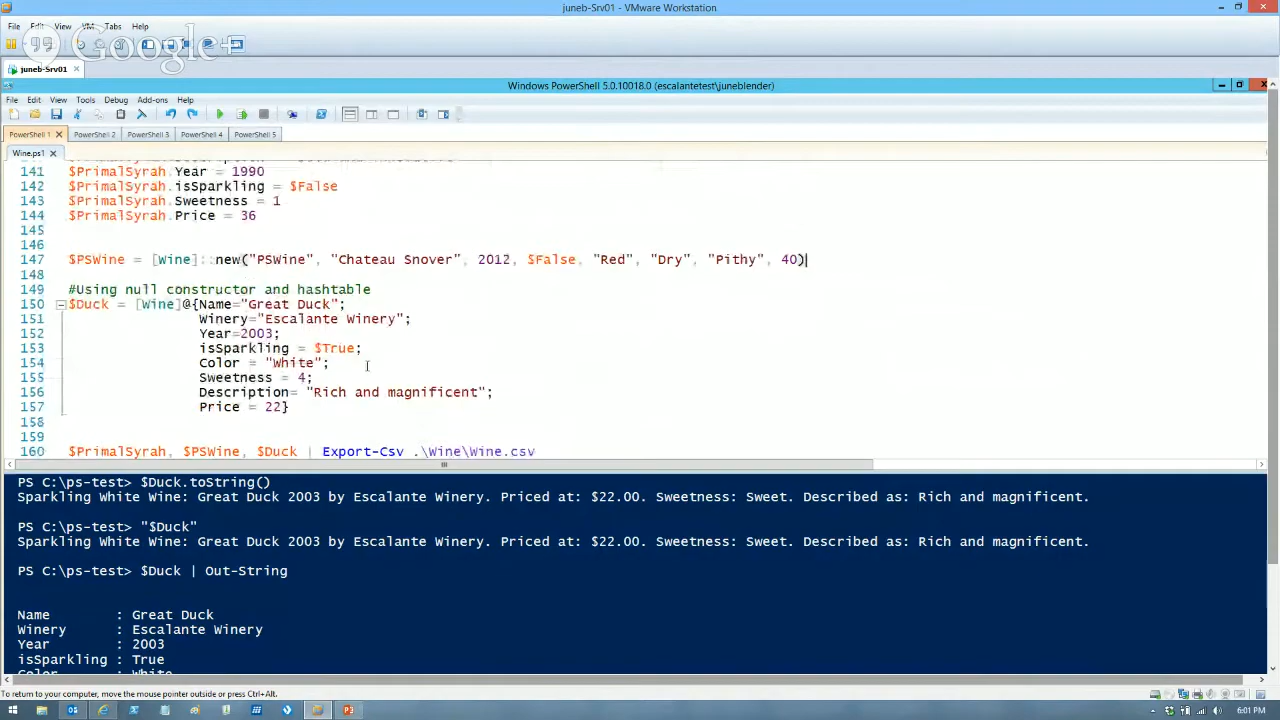 juneb-Srv01 - VMware Workstation
File Edit View VM Tabs Help
Google+
juneb-Srv01
Windows PowerShell 5.0.10018.0 (escalantetest\juneblender)
File Edit View Tools Debug Add-ons Help
PowerShell 1 PowerShell 2 PowerShell 3 PowerShell 4 PowerShell 5
Wine.ps1
141 $PrimalSyrah.Year = 1990
142 $PrimalSyrah.isSparkling = $False
143 $PrimalSyrah.Sweetness = 1
144 $PrimalSyrah.Price = 36
145
146
147 $PSWine = [Wine]::new("PSWine", "Chateau Snover", 2012, $False, "Red", "Dry", "Pithy", 40)
148
149 #Using null constructor and hashtable
150 $Duck = [Wine]@{Name="Great Duck";
151 Winery="Escalante Winery";
152 Year=2003;
153 isSparkling = $True;
154 Color = "White";
155 Sweetness = 4;
156 Description= "Rich and magnificent";
157 Price = 22}
158
159
160 $PrimalSyrah, $PSWine, $Duck | Export-Csv .\Wine\Wine.csv
PS C:\ps-test> $Duck.toString()
Sparkling White Wine: Great Duck 2003 by Escalante Winery. Priced at: $22.00. Sweetness: Sweet. Described as: Rich and magnificent.
PS C:\ps-test> "$Duck"
Sparkling White Wine: Great Duck 2003 by Escalante Winery. Priced at: $22.00. Sweetness: Sweet. Described as: Rich and magnificent.
PS C:\ps-test> $Duck | Out-String
Name : Great Duck
Winery : Escalante Winery
Year : 2003
isSparkling : True
Color : White
To return to your computer, move the mouse pointer outside or press Ctrl+Alt.
6:01 PM